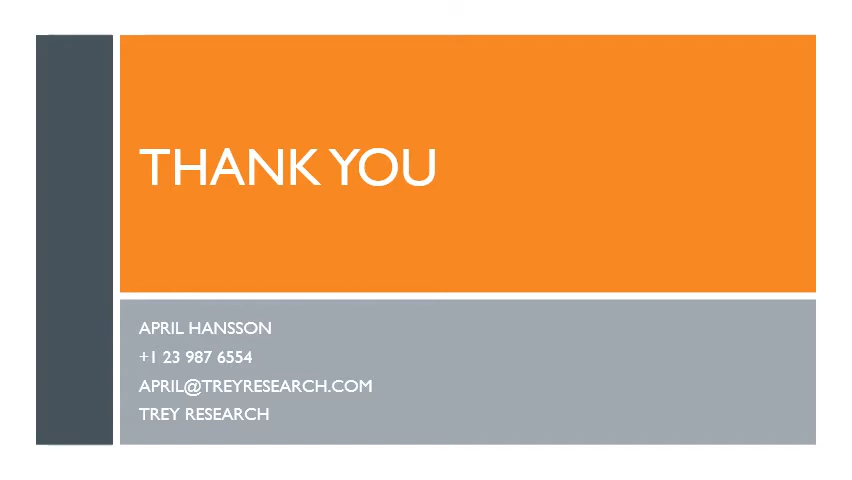 THANK YOU
APRIL HANSSON
+1 23 987 6554
APRIL@TREYRESEARCH.COM
TREY RESEARCH